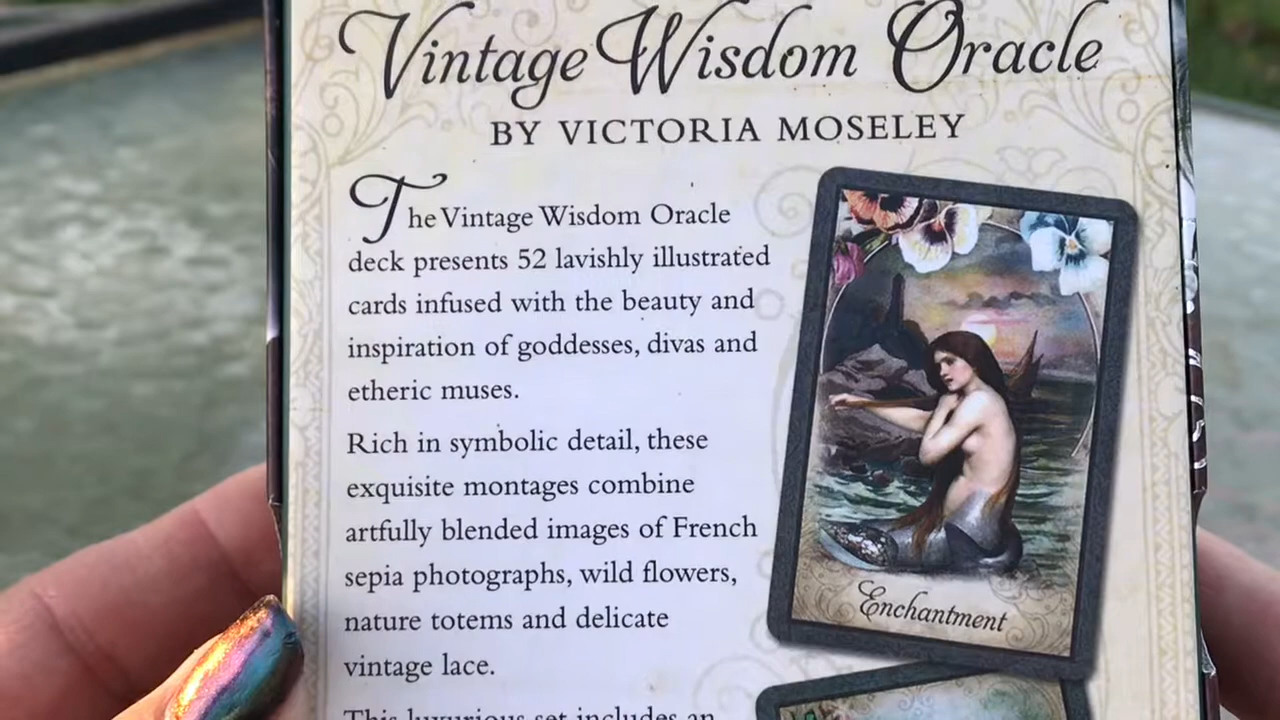 Vintage Wisdom Oracle
BY VICTORIA MOSELEY
The Vintage Wisdom Oracle
deck presents 52 lavishly illustrated
cards infused with the beauty and
inspiration of goddesses, divas and
etheric muses.
Rich in symbolic detail, these
exquisite montages combine
artfully blended images of French
sepia photographs, wild flowers,
nature totems and delicate
vintage lace.
This luxurious set includes an
Enchantment